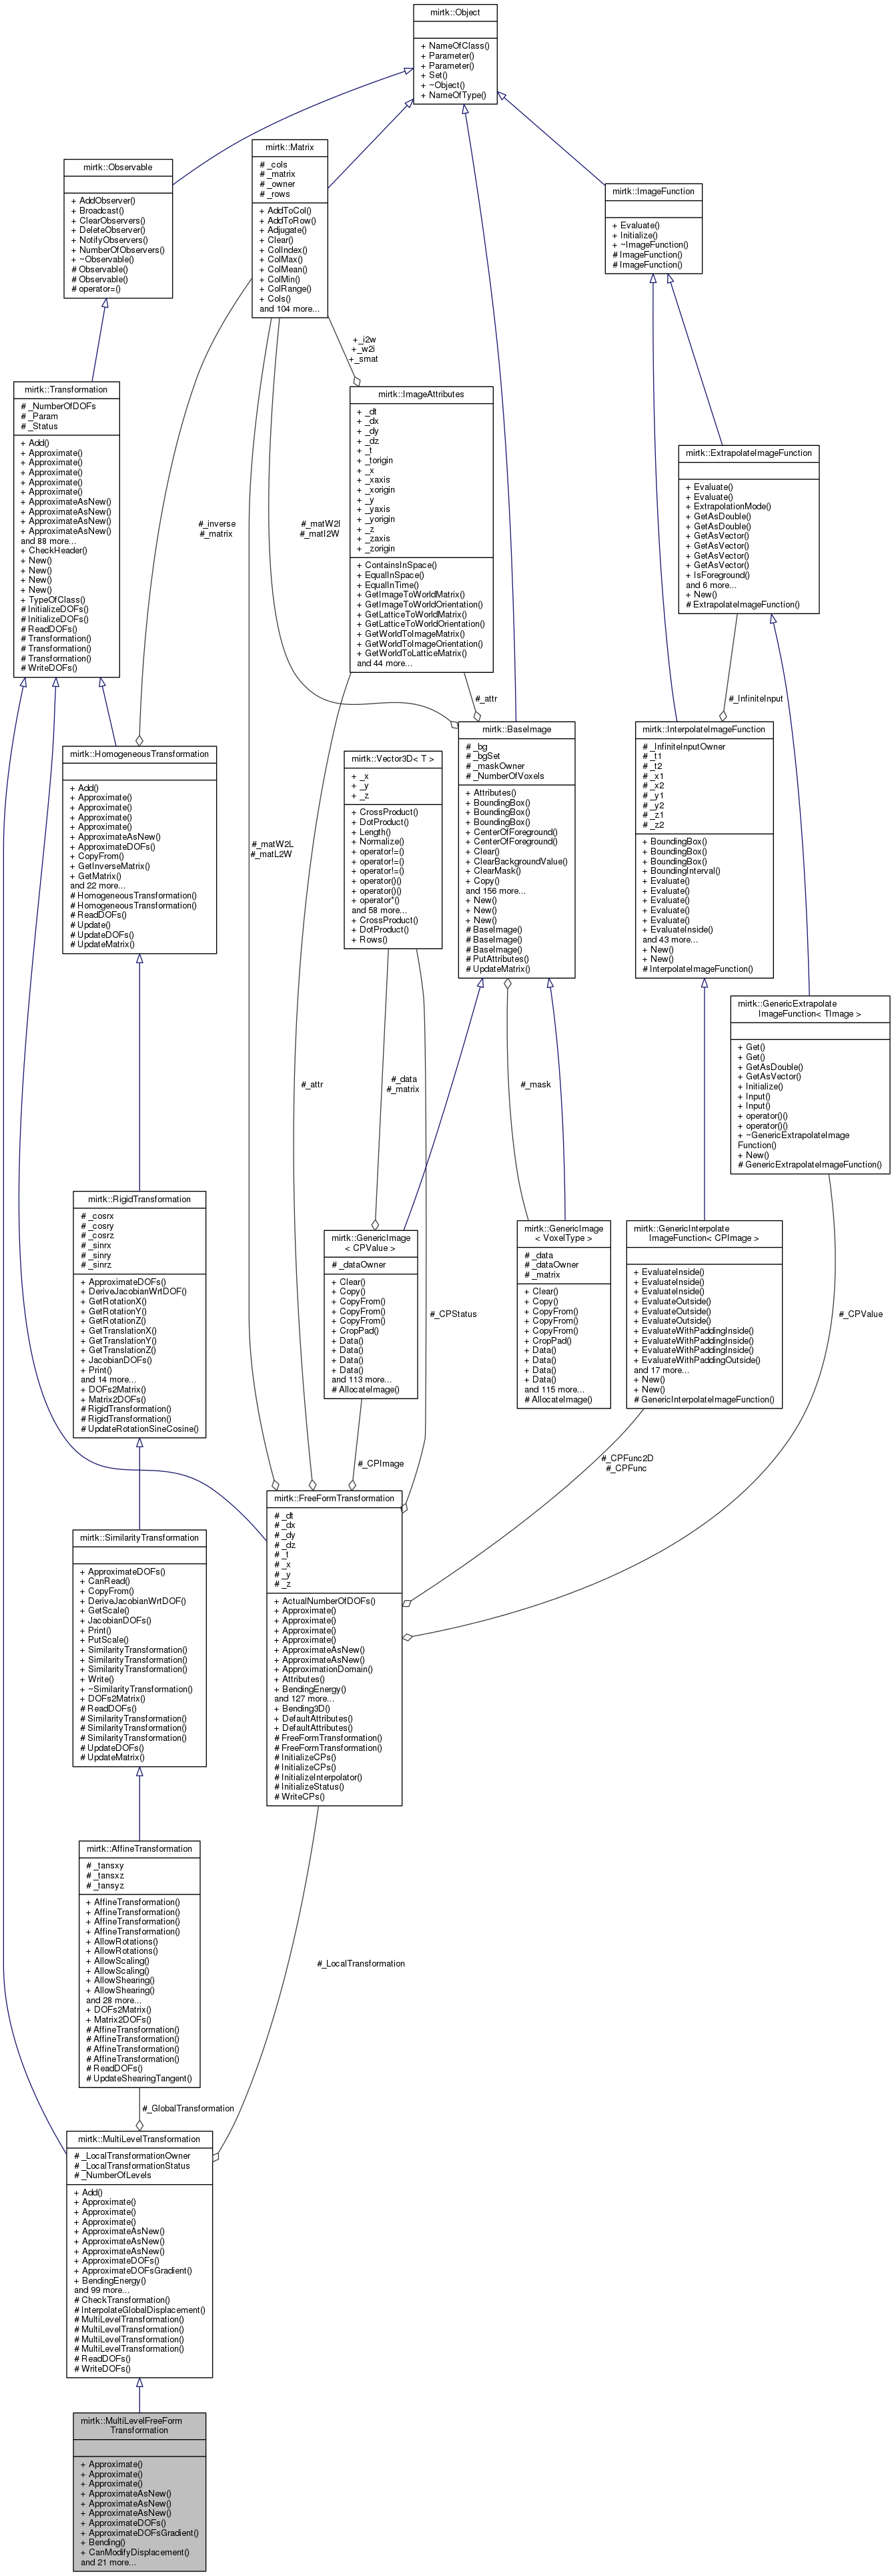 mirtk::Object
+ NameOfClass()
+ Parameter()
+ Parameter()
+ Set()
+ ~Object()
+ NameOfType()
mirtk::Matrix
# _cols
# _matrix
# _owner
# _rows
+ AddToCol()
+ AddToRow()
+ Adjugate()
+ Clear()
+ ColIndex()
+ ColMax()
+ ColMean()
+ ColMin()
+ ColRange()
+ Cols()
and 104 more...
mirtk::Observable
+ AddObserver()
+ Broadcast()
+ ClearObservers()
+ DeleteObserver()
+ NotifyObservers()
+ NumberOfObservers()
+ ~Observable()
# Observable()
# Observable()
# operator=()
mirtk::ImageFunction
+ Evaluate()
+ Initialize()
+ ~ImageFunction()
# ImageFunction()
# ImageFunction()
+_i2w
+_w2i
+_smat
mirtk::Transformation
# _NumberOfDOFs
# _Param
# _Status
+ Add()
+ Approximate()
+ Approximate()
+ Approximate()
+ Approximate()
+ Approximate()
+ ApproximateAsNew()
+ ApproximateAsNew()
+ ApproximateAsNew()
+ ApproximateAsNew()
and 88 more...
+ CheckHeader()
+ New()
+ New()
+ New()
+ New()
+ TypeOfClass()
# InitializeDOFs()
# InitializeDOFs()
# ReadDOFs()
# Transformation()
# Transformation()
# Transformation()
# WriteDOFs()
mirtk::ImageAttributes
+ _dt
+ _dx
+ _dy
+ _dz
+ _t
+ _torigin
+ _x
+ _xaxis
+ _xorigin
+ _y
+ _yaxis
+ _yorigin
+ _z
+ _zaxis
+ _zorigin
+ ContainsInSpace()
+ EqualInSpace()
+ EqualInTime()
+ GetImageToWorldMatrix()
+ GetImageToWorldOrientation()
+ GetLatticeToWorldMatrix()
+ GetLatticeToWorldOrientation()
+ GetWorldToImageMatrix()
+ GetWorldToImageOrientation()
+ GetWorldToLatticeMatrix()
and 44 more...
mirtk::ExtrapolateImageFunction
+ Evaluate()
+ Evaluate()
+ ExtrapolationMode()
+ GetAsDouble()
+ GetAsDouble()
+ GetAsVector()
+ GetAsVector()
+ GetAsVector()
+ GetAsVector()
+ IsForeground()
and 6 more...
+ New()
# ExtrapolateImageFunction()
#_inverse
#_matrix
#_matW2I
#_matI2W
#_attr
#_InfiniteInput
mirtk::HomogeneousTransformation
+ Add()
+ Approximate()
+ Approximate()
+ Approximate()
+ Approximate()
+ ApproximateAsNew()
+ ApproximateDOFs()
+ CopyFrom()
+ GetInverseMatrix()
+ GetMatrix()
and 22 more...
# HomogeneousTransformation()
# HomogeneousTransformation()
# ReadDOFs()
# Update()
# UpdateDOFs()
# UpdateMatrix()
#_matW2L
#_matL2W
mirtk::Vector3D< T >
+ _x
+ _y
+ _z
+ CrossProduct()
+ DotProduct()
+ Length()
+ Normalize()
+ operator!=()
+ operator!=()
+ operator!=()
+ operator()()
+ operator()()
+ operator*()
and 58 more...
+ CrossProduct()
+ DotProduct()
+ Rows()
mirtk::BaseImage
# _bg
# _bgSet
# _maskOwner
# _NumberOfVoxels
+ Attributes()
+ BoundingBox()
+ BoundingBox()
+ BoundingBox()
+ CenterOfForeground()
+ CenterOfForeground()
+ Clear()
+ ClearBackgroundValue()
+ ClearMask()
+ Copy()
and 156 more...
+ New()
+ New()
+ New()
# BaseImage()
# BaseImage()
# BaseImage()
# PutAttributes()
# UpdateMatrix()
mirtk::InterpolateImageFunction
# _InfiniteInputOwner
# _t1
# _t2
# _x1
# _x2
# _y1
# _y2
# _z1
# _z2
+ BoundingBox()
+ BoundingBox()
+ BoundingBox()
+ BoundingInterval()
+ Evaluate()
+ Evaluate()
+ Evaluate()
+ Evaluate()
+ Evaluate()
+ EvaluateInside()
and 43 more...
+ New()
+ New()
# InterpolateImageFunction()
mirtk::GenericExtrapolate
ImageFunction< TImage >
+ Get()
+ Get()
+ GetAsDouble()
+ GetAsVector()
+ Initialize()
+ Input()
+ Input()
+ operator()()
+ operator()()
+ ~GenericExtrapolateImage
Function()
+ New()
# GenericExtrapolateImageFunction()
#_attr
#_data
#_matrix
#_mask
mirtk::RigidTransformation
# _cosrx
# _cosry
# _cosrz
# _sinrx
# _sinry
# _sinrz
+ ApproximateDOFs()
+ DeriveJacobianWrtDOF()
+ GetRotationX()
+ GetRotationY()
+ GetRotationZ()
+ GetTranslationX()
+ GetTranslationY()
+ GetTranslationZ()
+ JacobianDOFs()
+ Print()
and 14 more...
+ DOFs2Matrix()
+ Matrix2DOFs()
# RigidTransformation()
# RigidTransformation()
# UpdateRotationSineCosine()
mirtk::GenericImage
< CPValue >
# _dataOwner
+ Clear()
+ Copy()
+ CopyFrom()
+ CopyFrom()
+ CopyFrom()
+ CropPad()
+ Data()
+ Data()
+ Data()
+ Data()
and 113 more...
# AllocateImage()
#_CPStatus
mirtk::GenericImage
< VoxelType >
# _data
# _dataOwner
# _matrix
+ Clear()
+ Copy()
+ CopyFrom()
+ CopyFrom()
+ CopyFrom()
+ CropPad()
+ Data()
+ Data()
+ Data()
+ Data()
and 115 more...
# AllocateImage()
mirtk::GenericInterpolate
ImageFunction< CPImage >
+ EvaluateInside()
+ EvaluateInside()
+ EvaluateInside()
+ EvaluateOutside()
+ EvaluateOutside()
+ EvaluateOutside()
+ EvaluateWithPaddingInside()
+ EvaluateWithPaddingInside()
+ EvaluateWithPaddingInside()
+ EvaluateWithPaddingOutside()
and 17 more...
+ New()
+ New()
# GenericInterpolateImageFunction()
#_CPValue
#_CPImage
#_CPFunc2D
#_CPFunc
mirtk::FreeFormTransformation
# _dt
# _dx
# _dy
# _dz
# _t
# _x
# _y
# _z
+ ActualNumberOfDOFs()
+ Approximate()
+ Approximate()
+ Approximate()
+ Approximate()
+ ApproximateAsNew()
+ ApproximateAsNew()
+ ApproximationDomain()
+ Attributes()
+ BendingEnergy()
and 127 more...
+ Bending3D()
+ DefaultAttributes()
+ DefaultAttributes()
# FreeFormTransformation()
# FreeFormTransformation()
# InitializeCPs()
# InitializeCPs()
# InitializeInterpolator()
# InitializeStatus()
# WriteCPs()
mirtk::SimilarityTransformation
+ ApproximateDOFs()
+ CanRead()
+ CopyFrom()
+ DeriveJacobianWrtDOF()
+ GetScale()
+ JacobianDOFs()
+ Print()
+ PutScale()
+ SimilarityTransformation()
+ SimilarityTransformation()
+ SimilarityTransformation()
+ Write()
+ ~SimilarityTransformation()
+ DOFs2Matrix()
# ReadDOFs()
# SimilarityTransformation()
# SimilarityTransformation()
# SimilarityTransformation()
# UpdateDOFs()
# UpdateMatrix()
mirtk::AffineTransformation
# _tansxy
# _tansxz
# _tansyz
+ AffineTransformation()
+ AffineTransformation()
+ AffineTransformation()
+ AffineTransformation()
+ AllowRotations()
+ AllowRotations()
+ AllowScaling()
+ AllowScaling()
+ AllowShearing()
+ AllowShearing()
and 28 more...
+ DOFs2Matrix()
+ Matrix2DOFs()
# AffineTransformation()
# AffineTransformation()
# AffineTransformation()
# AffineTransformation()
# ReadDOFs()
# UpdateShearingTangent()
#_LocalTransformation
#_GlobalTransformation
mirtk::MultiLevelTransformation
# _LocalTransformationOwner
# _LocalTransformationStatus
# _NumberOfLevels
+ Add()
+ Approximate()
+ Approximate()
+ Approximate()
+ ApproximateAsNew()
+ ApproximateAsNew()
+ ApproximateAsNew()
+ ApproximateDOFs()
+ ApproximateDOFsGradient()
+ BendingEnergy()
and 99 more...
# CheckTransformation()
# InterpolateGlobalDisplacement()
# MultiLevelTransformation()
# MultiLevelTransformation()
# MultiLevelTransformation()
# MultiLevelTransformation()
# ReadDOFs()
# WriteDOFs()
mirtk::MultiLevelFreeForm
Transformation
+ Approximate()
+ Approximate()
+ Approximate()
+ ApproximateAsNew()
+ ApproximateAsNew()
+ ApproximateAsNew()
+ ApproximateDOFs()
+ ApproximateDOFsGradient()
+ Bending()
+ CanModifyDisplacement()
and 21 more...